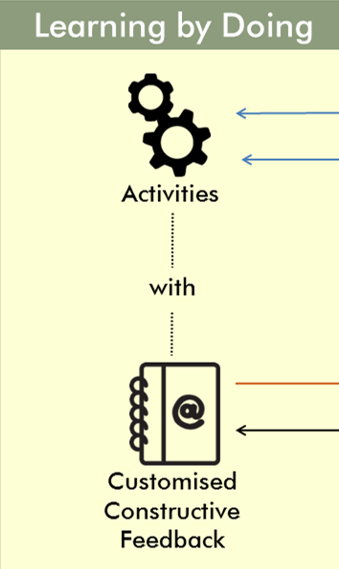 Learning by Doing
Activities
with
@
Customised
Constructive
Feedback